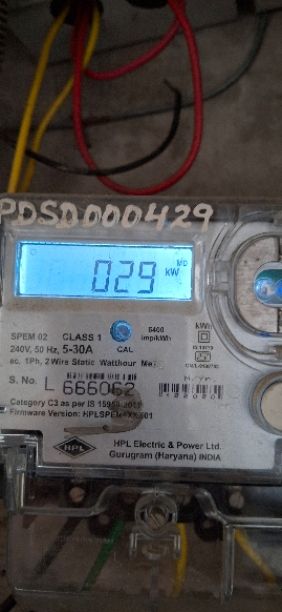 PDSD000429
029 kW MD
SPEM 02 CLASS 1 6400 imp/kWh kWh
240V, 50 Hz, 5-30A CAL
ac, 1Ph, 2 Wire Static Watthour
S. No. L 666062
Category C3 as per IS
Firmware Version:
HPL HPL Electric & Power Ltd.
Gurugram (Haryana) INDIA